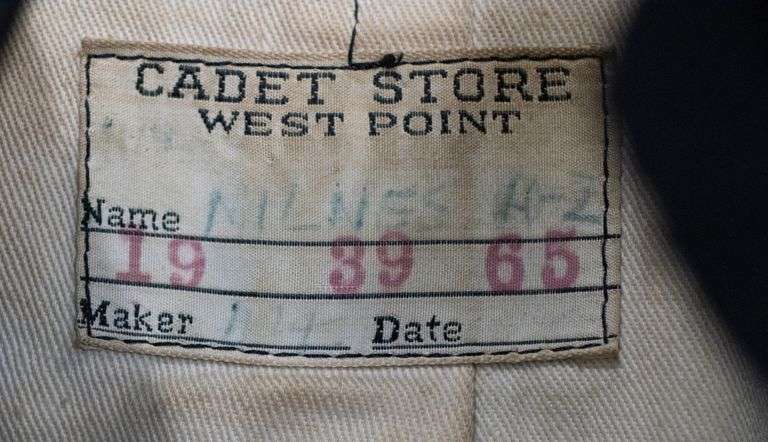 CADET STORE
WEST POINT
Name
19 39 65
Maker Date